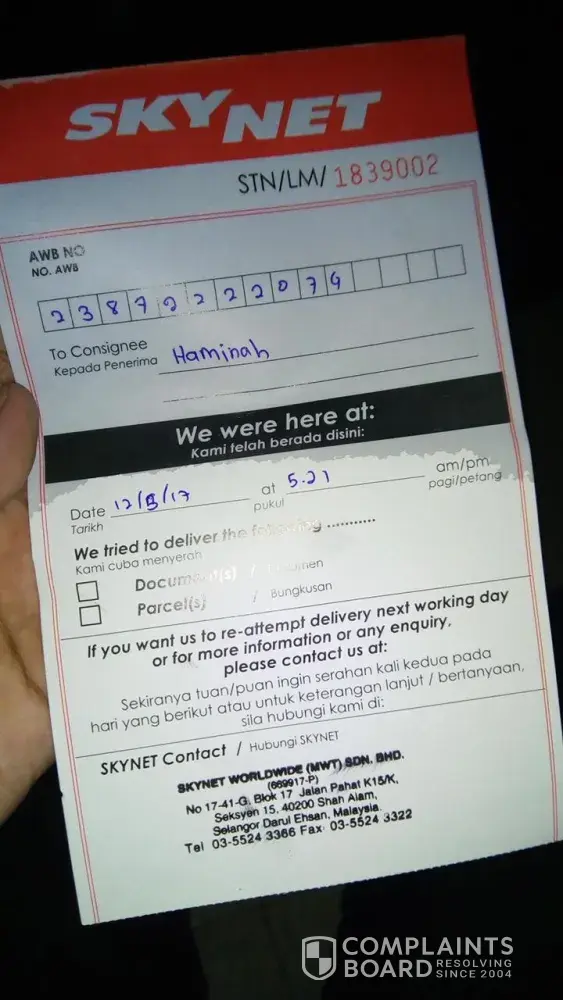 SKYNET
STN/LM/ 1839002
AWB NO
NO. AWB
238722222079
To Consignee Haminah
Kepada Penerima
We were here at:
Kami telah berada disini:
Date at 5.21 am/pm
Tarikh pukul pagi/petang
We tried to deliver the following ...........
Kami cuba menyerah
Document(s) /
Parcel(s) / Bungkusan
If you want us to re-attempt delivery next working day
or for more information or any enquiry,
please contact us at:
Sekiranya tuan/puan ingin serahan kali kedua pada
hari yang berikut atau untuk keterangan lanjut / bertanyaan,
sila hubungi kami di:
SKYNET Contact / Hubungi SKYNET
SKYNET WORLDWIDE (MWT) SDN. BHD.
(669917-P)
No 17-41-G, Blok 17 Jalan Pahat K15/K,
Seksyen 15, 40200 Shah Alam,
Selangor Darul Ehsan, Malaysia.
Tel 03-5524 3366 Fax 03-5524 3322
COMPLAINTS
BOARD RESOLVING
SINCE 2004